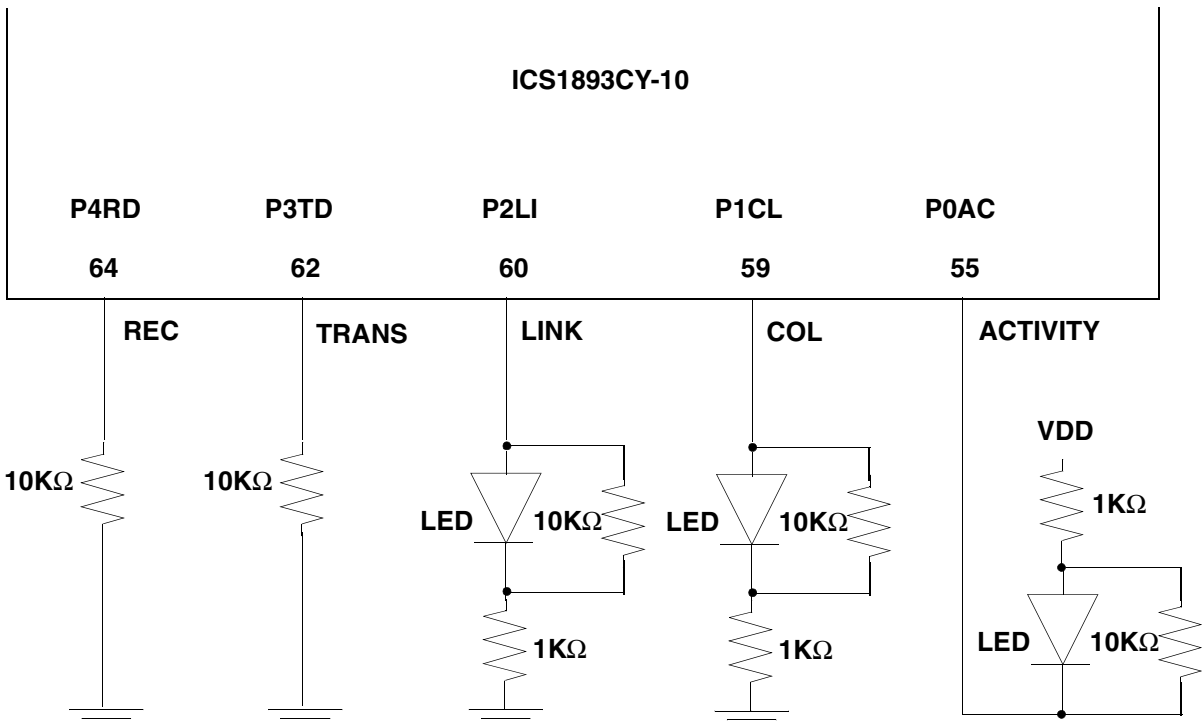 ICS1893CY-10
P4RD P3TD P2LI P1CL P0AC
64 62 60 59 55
REC TRANS LINK COL ACTIVITY
VDD
10KΩ 10KΩ 1KΩ
LED 10KΩ LED 10KΩ
1KΩ 1KΩ LED 10KΩ